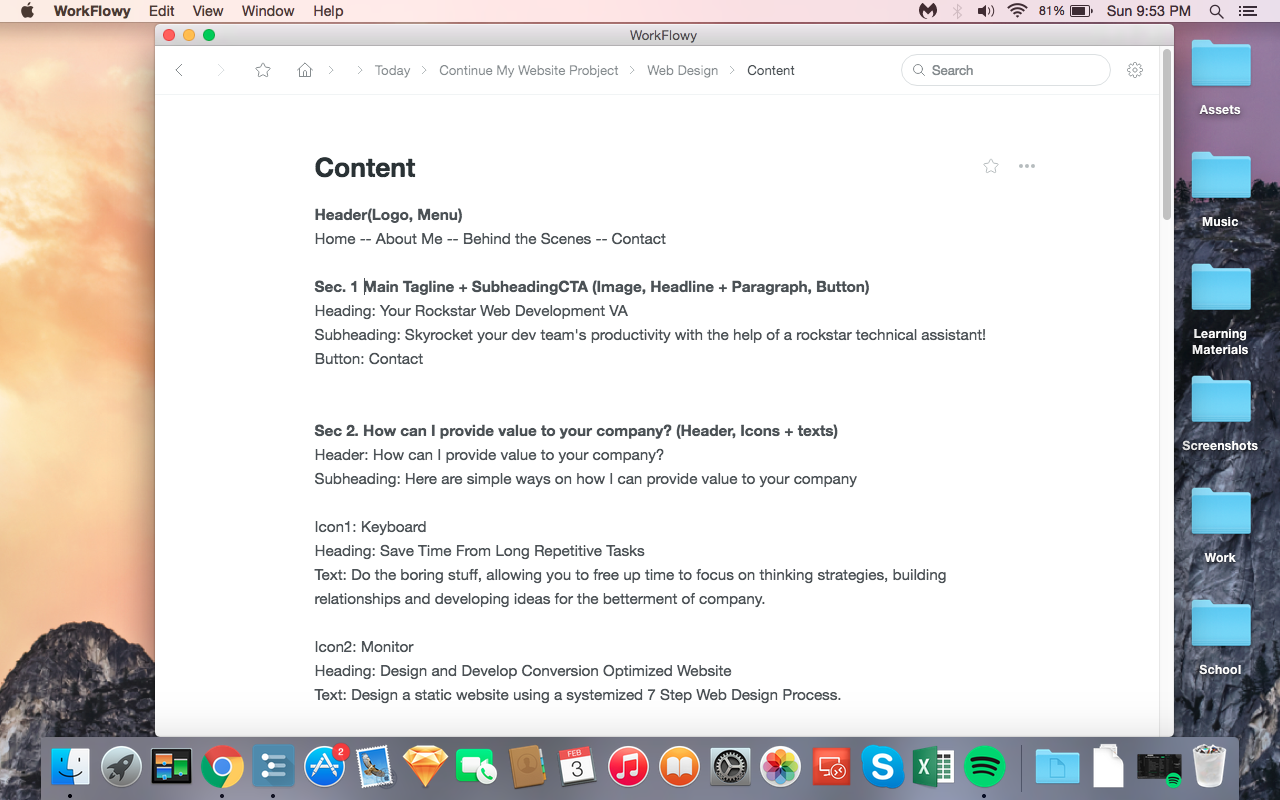 WorkFlowy Edit View Window Help 81% Sun 9:53 PM
WorkFlowy
Today Continue My Website Probject Web Design Content Search
Content
Header(Logo, Menu)
Home -- About Me -- Behind the Scenes -- Contact
Sec. 1 Main Tagline + SubheadingCTA (Image, Headline + Paragraph, Button)
Heading: Your Rockstar Web Development VA
Subheading: Skyrocket your dev team's productivity with the help of a rockstar technical assistant!
Button: Contact
Sec 2. How can I provide value to your company? (Header, Icons + texts)
Header: How can I provide value to your company?
Subheading: Here are simple ways on how I can provide value to your company
Icon1: Keyboard
Heading: Save Time From Long Repetitive Tasks
Text: Do the boring stuff, allowing you to free up time to focus on thinking strategies, building
relationships and developing ideas for the betterment of company.
Icon2: Monitor
Heading: Design and Develop Conversion Optimized Website
Text: Design a static website using a systemized 7 Step Web Design Process.
Assets
Music
Learning
Materials
Screenshots
Work
School
2
FEB
3